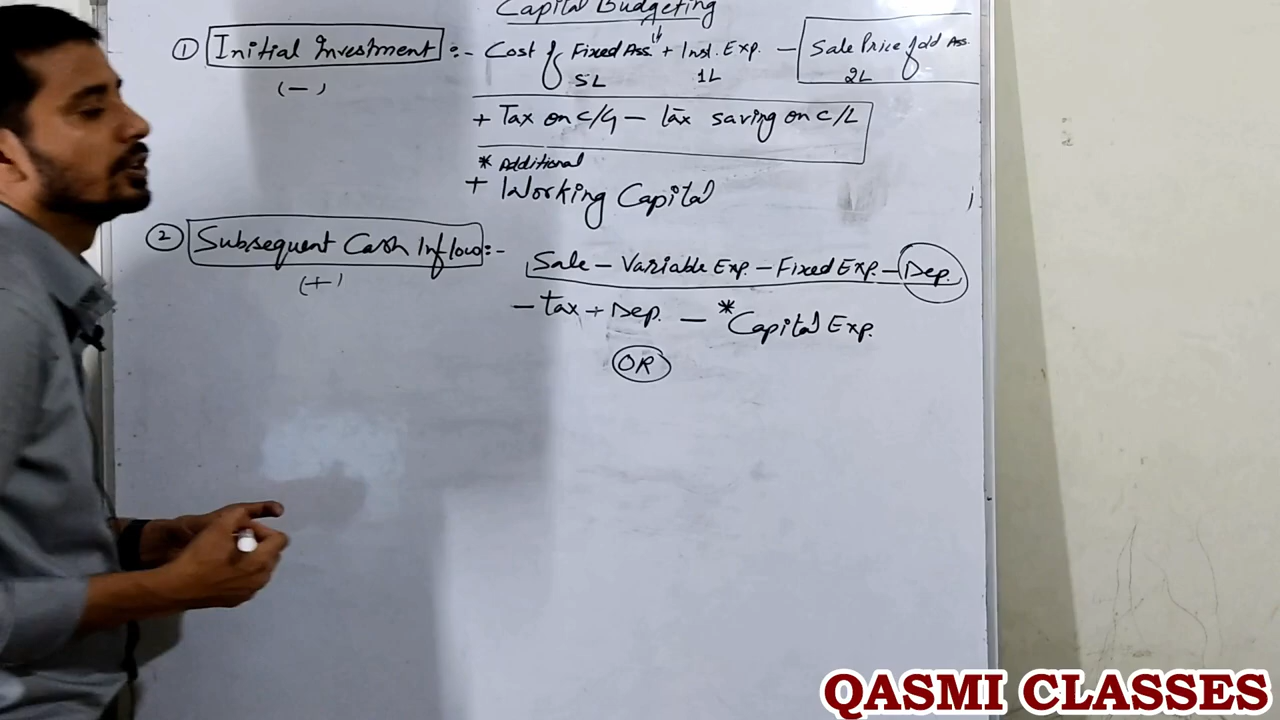 Capital Budgeting
① Initial Investment :- Cost of Fixed Ass. + Inst. Exp. - Sale Price of old Ass.
(-) 5L 1L 2L
+ Tax on C/G - tax saving on C/L
* Additional
+ Working Capital
② Subsequent Cash Inflow :- Sale - Variable Exp. - Fixed Exp. - Dep.
(+)
- tax + Dep. - *Capital Exp.
OR
QASMI CLASSES